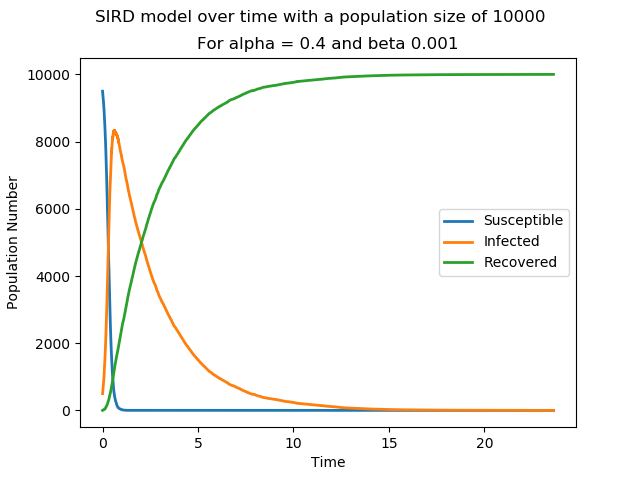 SIRD model over time with a population size of 10000
For alpha = 0.4 and beta 0.001
10000
8000
6000
4000
2000
0
Population Number
Susceptible
Infected
Recovered
0 5 10 15 20
Time